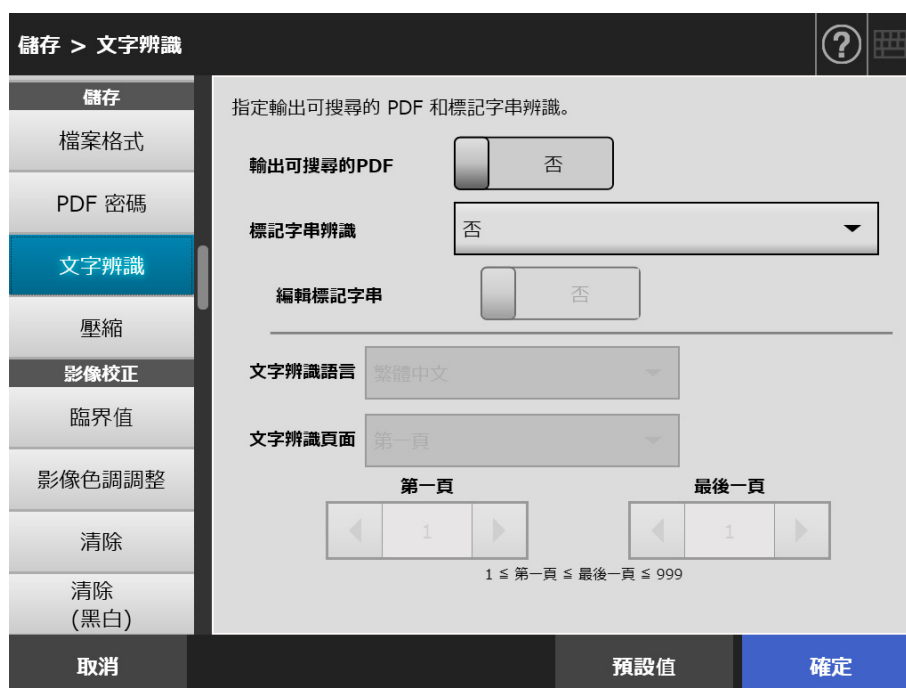 儲存 > 文字辨識
?
儲存
檔案格式
PDF 密碼
文字辨識
壓縮
影像校正
臨界值
影像色調調整
清除
清除
(黑白)
指定輸出可搜尋的 PDF 和標記字串辨識。
輸出可搜尋的PDF 否
標記字串辨識 否
編輯標記字串 否
文字辨識語言 繁體中文
文字辨識頁面 第一頁
第一頁 最後一頁
1 1
1 ≤ 第一頁 ≤ 最後一頁 ≤ 999
取消 預設值 確定